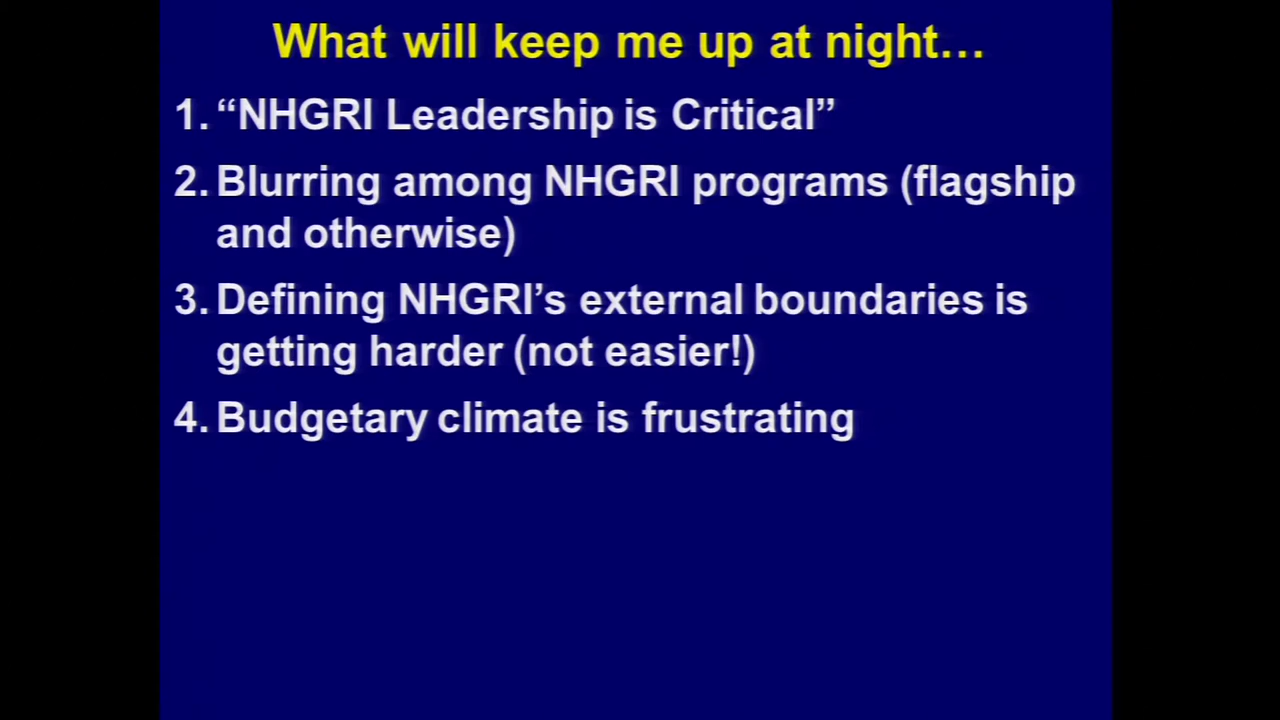 What will keep me up at night…
1. “NHGRI Leadership is Critical”
2. Blurring among NHGRI programs (flagship
and otherwise)
3. Defining NHGRI’s external boundaries is
getting harder (not easier!)
4. Budgetary climate is frustrating